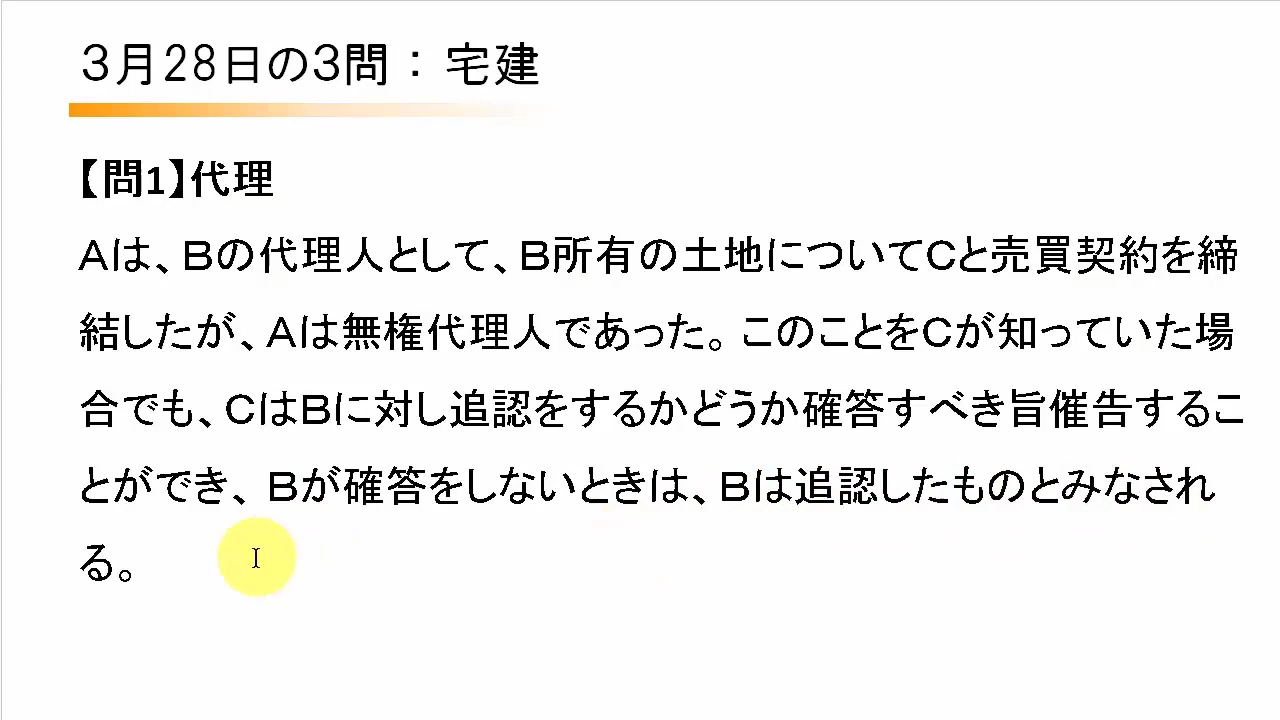 ３月28日の３問：宅建
【問1】代理
Ａは、Ｂの代理人として、Ｂ所有の土地についてＣと売買契約を締
結したが、Ａは無権代理人であった。このことをＣが知っていた場
合でも、ＣはＢに対し追認をするかどうか確答すべき旨催告するこ
とができ、Ｂが確答をしないときは、Ｂは追認したものとみなされ
る。